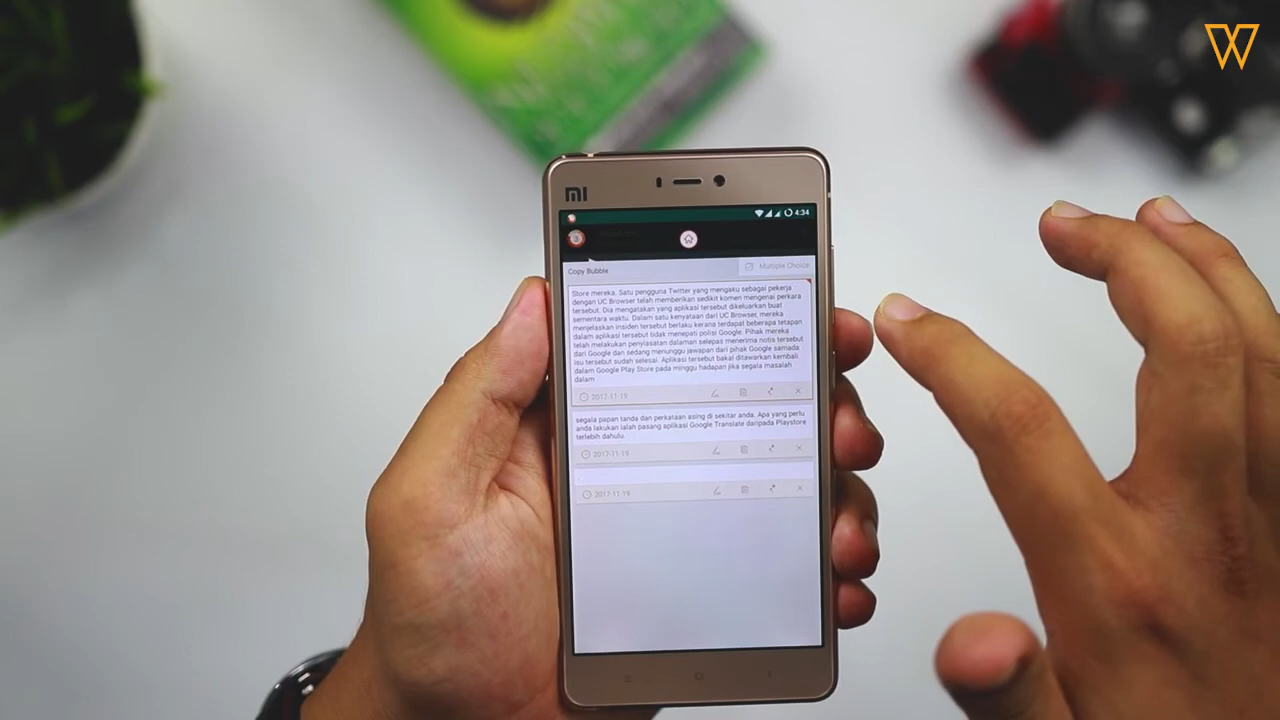 W
mi
4:34
Copy Bubble
Multiple Choice
Store mereka. Satu pengguna Twitter yang mengaku sebagai pekerja
dengan UC Browser telah memberikan sedikit komen mengenai perkara
tersebut. Dia mengatakan yang aplikasi tersebut dikeluarkan buat
sementara waktu. Dalam satu kenyataan dari UC Browser, mereka
menjelaskan insiden tersebut berlaku kerana terdapat beberapa tetapan
dalam aplikasi tersebut tidak menepati polisi Google. Pihak mereka
telah melakukan penyiasatan dalaman selepas menerima notis tersebut
dari Google dan sedang menunggu jawapan dari pihak Google samada
isu tersebut sudah selesai. Aplikasi tersebut bakal ditawarkan kembali
dalam Google Play Store pada minggu hadapan jika segala masalah
dalam
2017-11-19
segala papan tanda dan perkataan asing di sekitar anda. Apa yang perlu
anda lakukan ialah pasang aplikasi Google Translate daripada Playstore
terlebih dahulu.
2017-11-19
2017-11-19